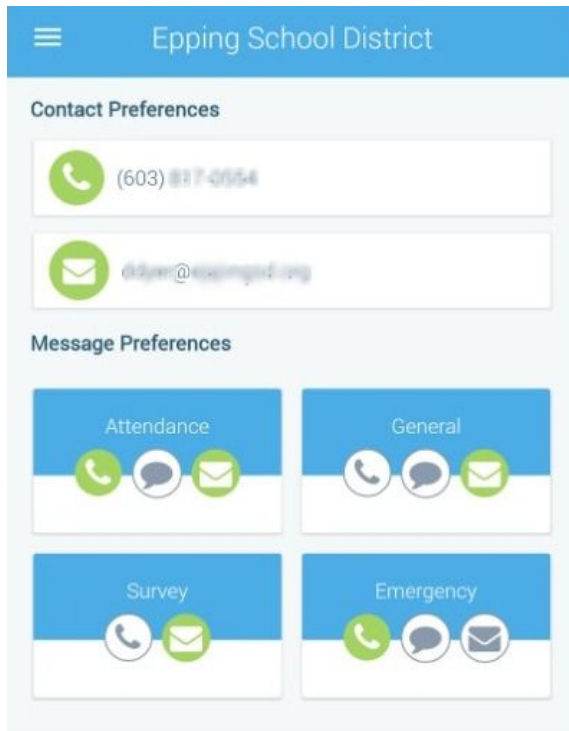 Epping School District
Contact Preferences
(603)
Message Preferences
Attendance
General
Survey
Emergency